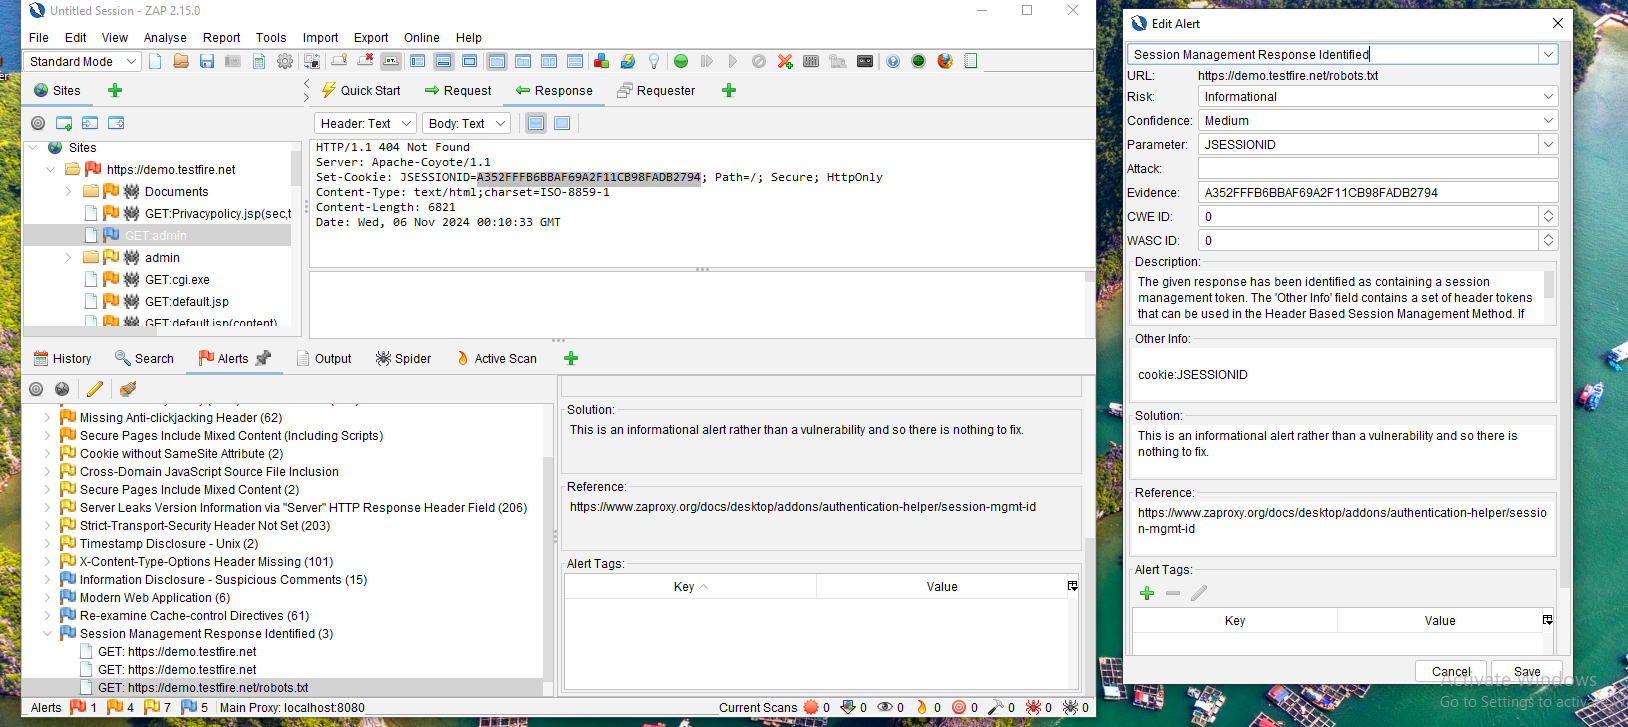 Untitled Session - ZAP 2.15.0
File Edit View Analyse Report Tools Import Export Online Help
Standard Mode
Sites
Quick Start Request Response Requester
Header: Text Body: Text
Sites
https://demo.testfire.net
Documents
GET:Privacypolicy.jsp(sec,t
GET:admin
admin
GET:cgi.exe
GET:default.jsp
GET:default.jsp(content)
HTTP/1.1 404 Not Found
Server: Apache-Coyote/1.1
Set-Cookie: JSESSIONID=A352FFFB6BBAF69A2F11CB98FADB2794; Path=/; Secure; HttpOnly
Content-Type: text/html;charset=ISO-8859-1
Content-Length: 6821
Date: Wed, 06 Nov 2024 00:10:33 GMT
History Search Alerts Output Spider Active Scan
Missing Anti-clickjacking Header (62)
Secure Pages Include Mixed Content (Including Scripts)
Cookie without SameSite Attribute (2)
Cross-Domain JavaScript Source File Inclusion
Secure Pages Include Mixed Content (2)
Server Leaks Version Information via "Server" HTTP Response Header Field (206)
Strict-Transport-Security Header Not Set (203)
Timestamp Disclosure - Unix (2)
X-Content-Type-Options Header Missing (101)
Information Disclosure - Suspicious Comments (15)
Modern Web Application (6)
Re-examine Cache-control Directives (61)
Session Management Response Identified (3)
GET: https://demo.testfire.net
GET: https://demo.testfire.net
GET: https://demo.testfire.net/robots.txt
Solution:
This is an informational alert rather than a vulnerability and so there is nothing to fix.
Reference:
https://www.zaproxy.org/docs/desktop/addons/authentication-helper/session-mgmt-id
Alert Tags:
Key Value
Alerts 1 4 7 5 Main Proxy: localhost:8080 Current Scans 0 0 0 0 0 0 0 0
Edit Alert
Session Management Response Identified
URL: https://demo.testfire.net/robots.txt
Risk: Informational
Confidence: Medium
Parameter: JSESSIONID
Attack:
Evidence: A352FFFB6BBAF69A2F11CB98FADB2794
CWE ID: 0
WASC ID: 0
Description:
The given response has been identified as containing a session
management token. The 'Other Info' field contains a set of header tokens
that can be used in the Header Based Session Management Method. If
Other Info:
cookie:JSESSIONID
Solution:
This is an informational alert rather than a vulnerability and so there is
nothing to fix.
Reference:
https://www.zaproxy.org/docs/desktop/addons/authentication-helper/sessio
n-mgmt-id
Alert Tags:
Key Value
Cancel Save
Activate Windows
Go to Settings to activa